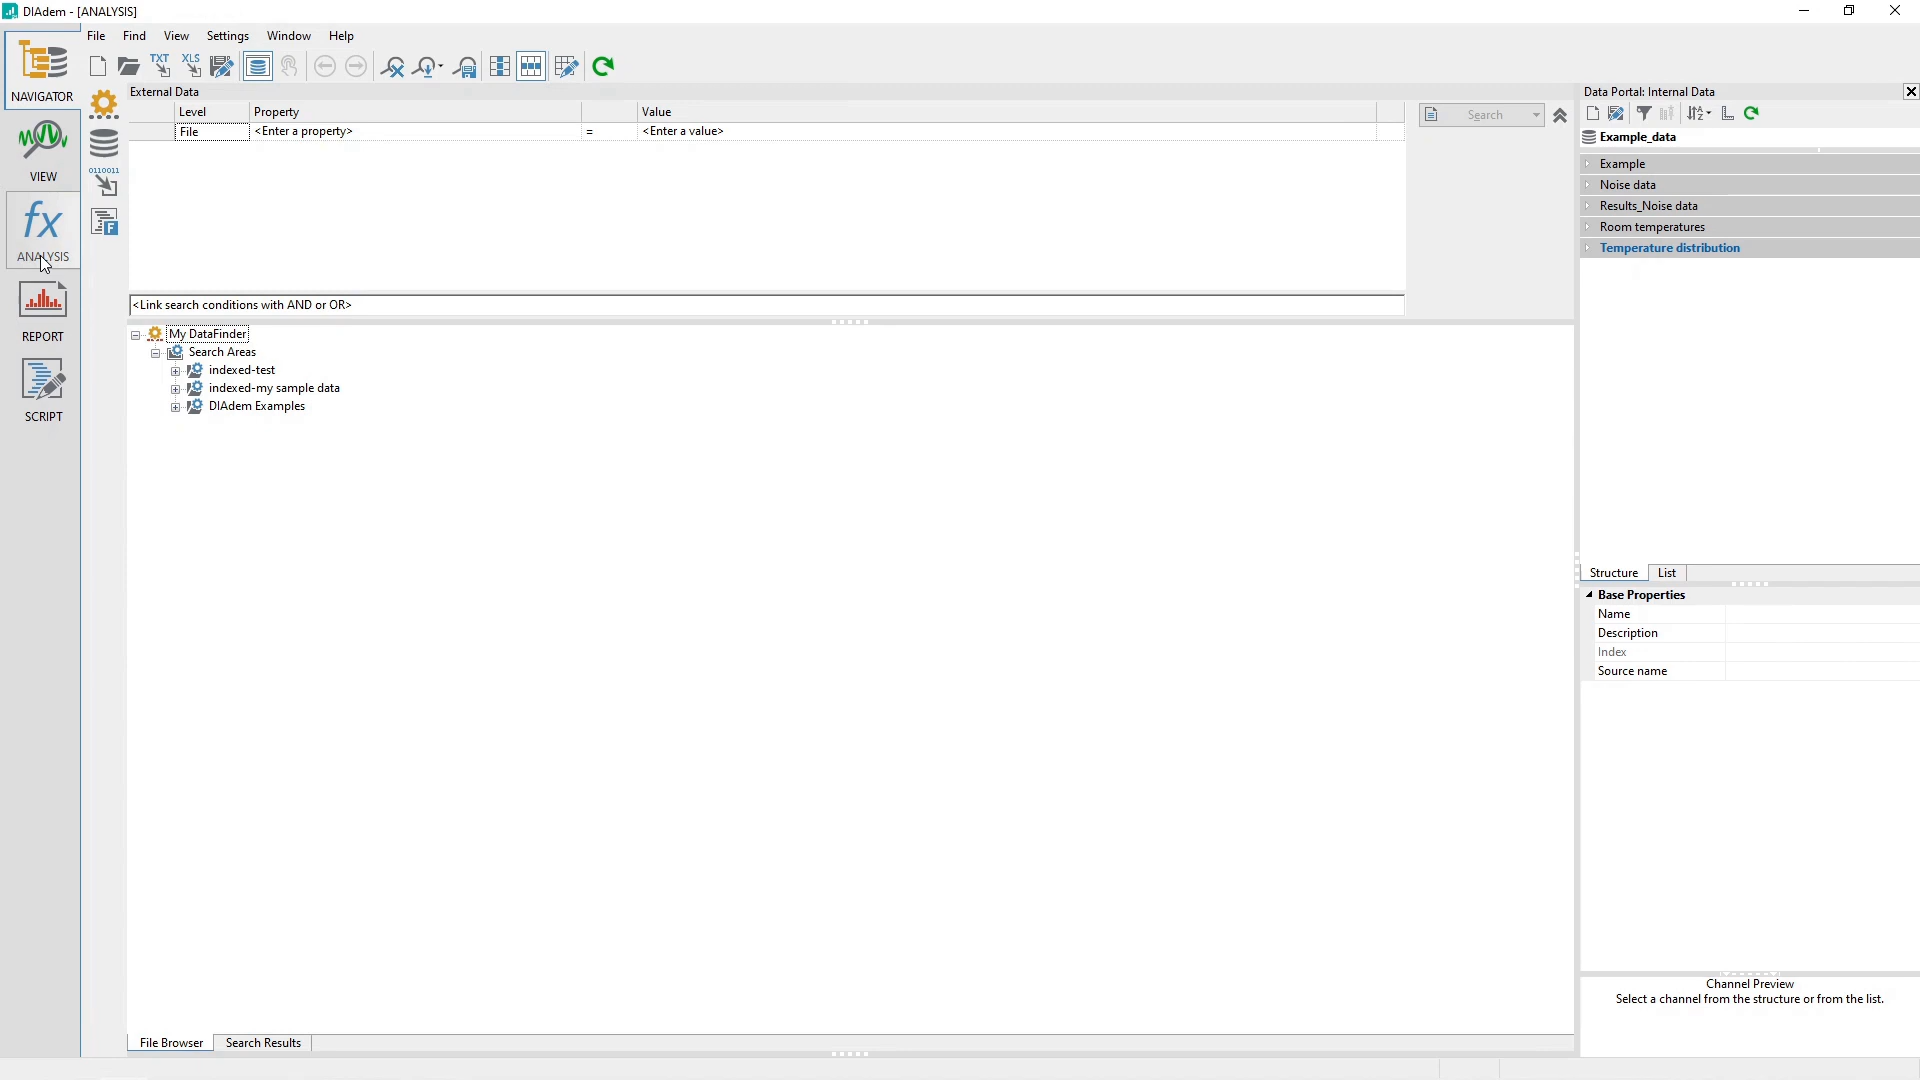 DIAdem - [ANALYSIS]
File Find View Settings Window Help
TXT XLS
NAVIGATOR
VIEW
fx
ANALYSIS
REPORT
SCRIPT
0110011
F
External Data
Level Property Value
File <Enter a property> = <Enter a value>
Search
<Link search conditions with AND or OR>
My DataFinder
Search Areas
indexed-test
indexed-my sample data
DIAdem Examples
File Browser Search Results
Data Portal: Internal Data
Example_data
Example
Noise data
Results_Noise data
Room temperatures
Temperature distribution
Structure List
Base Properties
Name
Description
Index
Source name
Channel Preview
Select a channel from the structure or from the list.